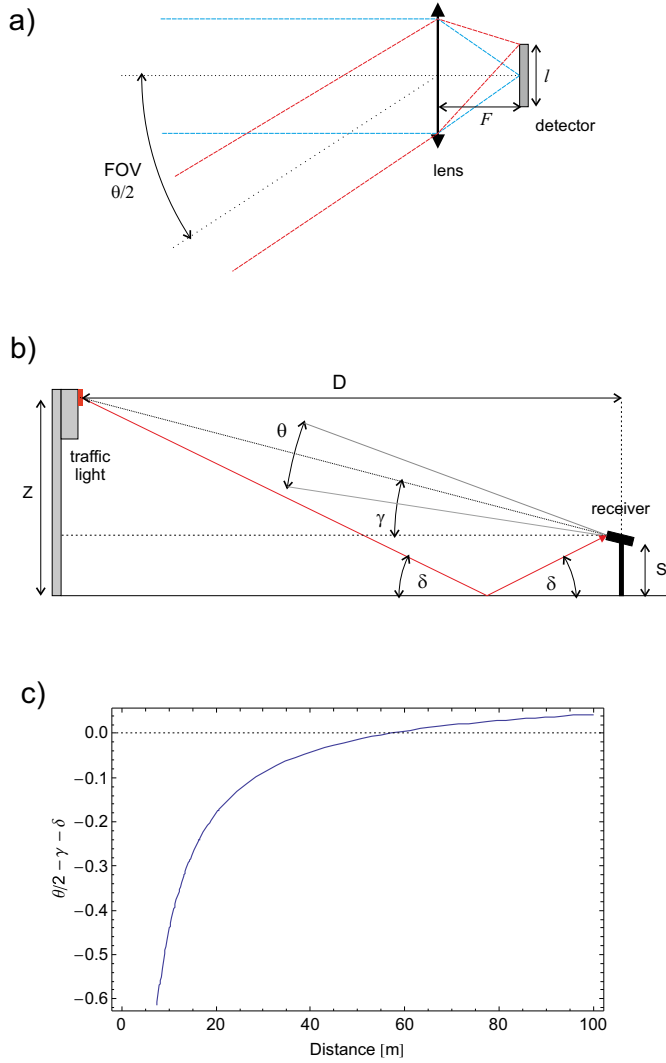 a)
l
F
detector
FOV
θ/2
lens
b)
D
θ
traffic
light
Z
receiver
γ
S
δ
δ
c)
0.0
−0.1
−0.2
−0.3
−0.4
−0.5
−0.6
θ/2 − γ − δ
0 20 40 60 80 100
Distance [m]